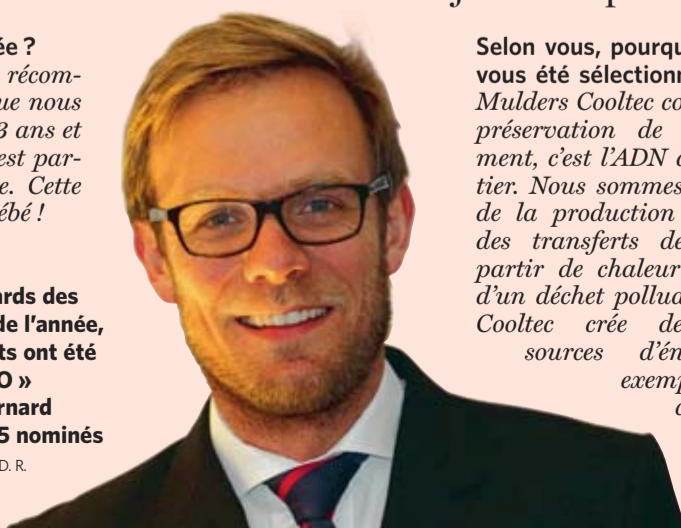 ée ?
récom-
ue nous
3 ans et
est par-
e. Cette
ébé !
rds des
de l'année,
ts ont été
O »
rnard
5 nominés
D. R.
Selon vous, pourqu
vous été sélectionn
Mulders Cooltec co
préservation de
ment, c'est l'ADN d
tier. Nous sommes
de la production
des transferts de
partir de chaleur
d'un déchet pollua
Cooltec crée de
sources d'én
exemp